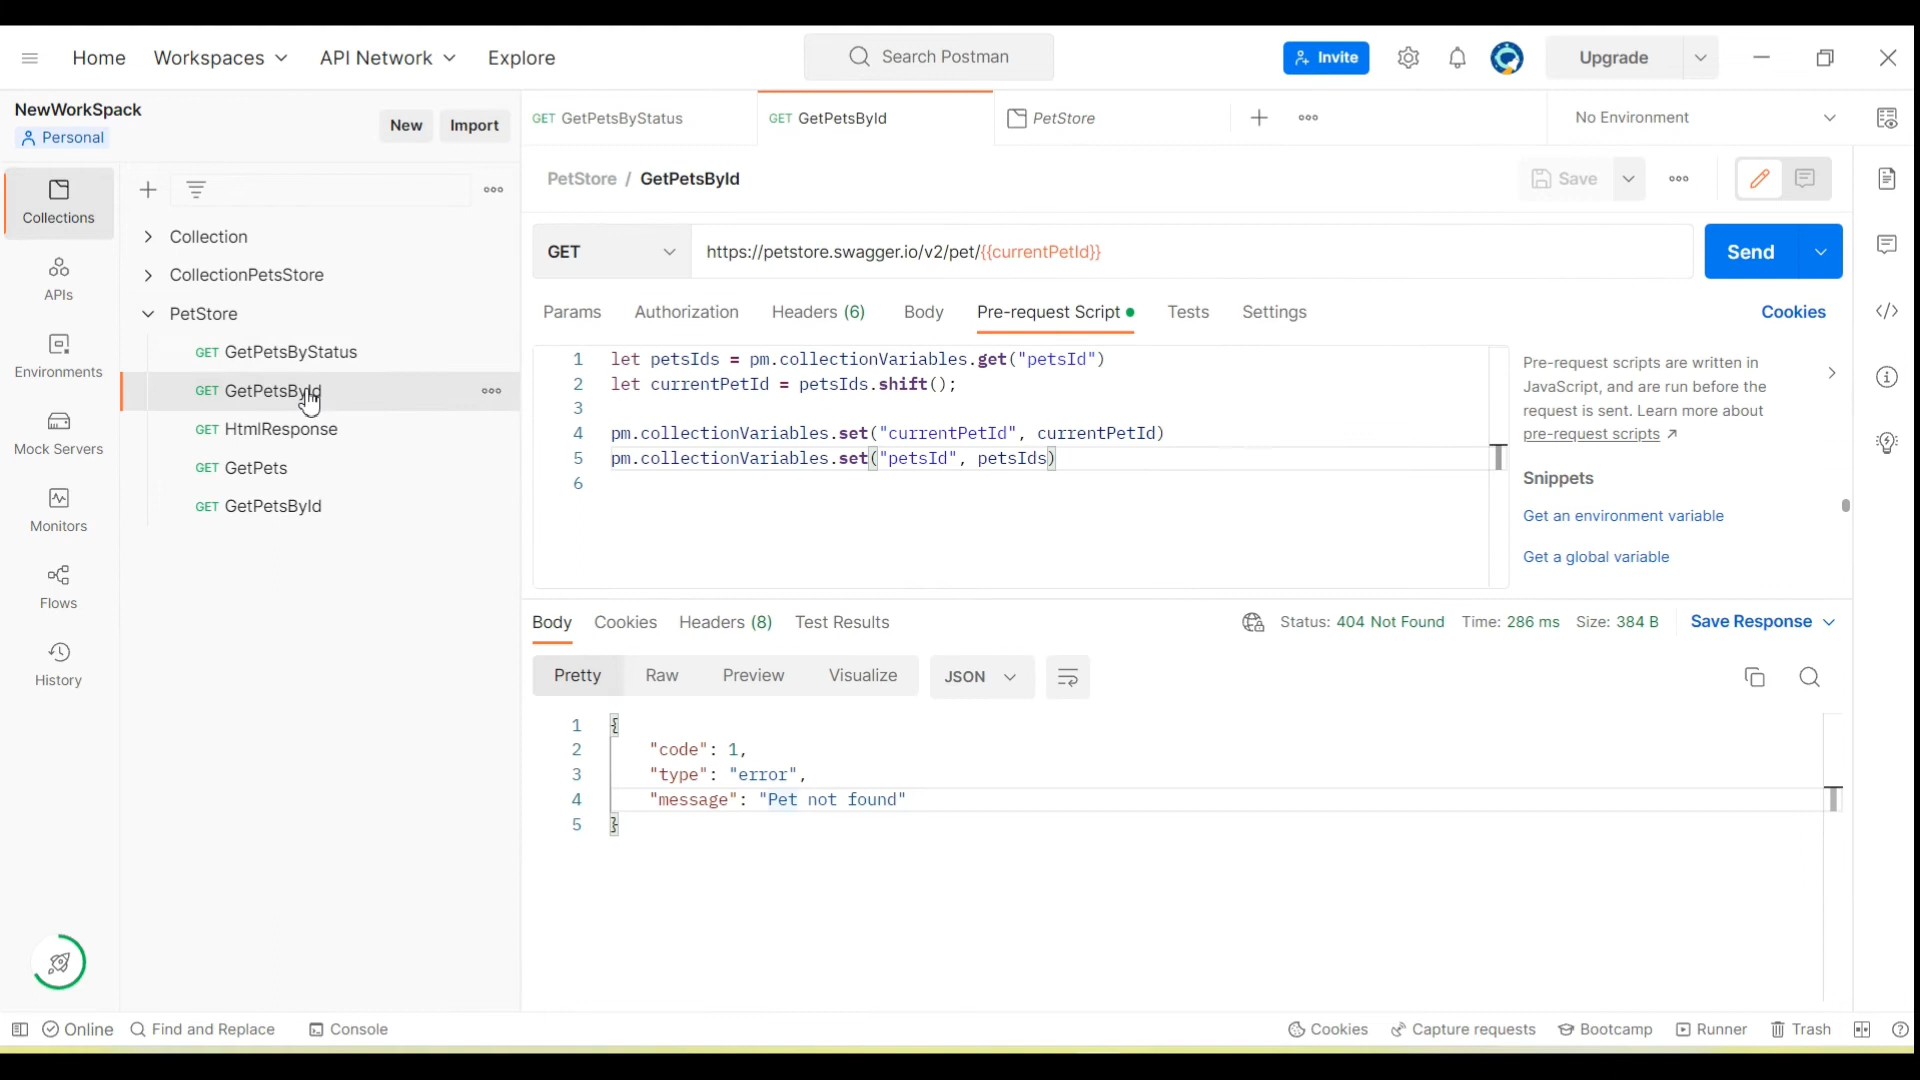 Home Workspaces API Network Explore Search Postman Invite Upgrade
NewWorkSpack
Personal
New Import
GET GetPetsByStatus GET GetPetsById PetStore No Environment
Collections
APIs
Environments
Mock Servers
Monitors
Flows
History
Collection
CollectionPetsStore
PetStore
GET GetPetsByStatus
GET GetPetsById
GET HtmlResponse
GET GetPets
GET GetPetsById
PetStore / GetPetsById Save
GET https://petstore.swagger.io/v2/pet/{{currentPetId}} Send
Params Authorization Headers (6) Body Pre-request Script Tests Settings Cookies
1 let petsIds = pm.collectionVariables.get("petsId")
2 let currentPetId = petsIds.shift();
3
4 pm.collectionVariables.set("currentPetId", currentPetId)
5 pm.collectionVariables.set("petsId", petsIds)
6
Pre-request scripts are written in
JavaScript, and are run before the
request is sent. Learn more about
pre-request scripts
Snippets
Get an environment variable
Get a global variable
Body Cookies Headers (8) Test Results Status: 404 Not Found Time: 286 ms Size: 384 B Save Response
Pretty Raw Preview Visualize JSON
1 {
2 "code": 1,
3 "type": "error",
4 "message": "Pet not found"
5 }
Online Find and Replace Console Cookies Capture requests Bootcamp Runner Trash